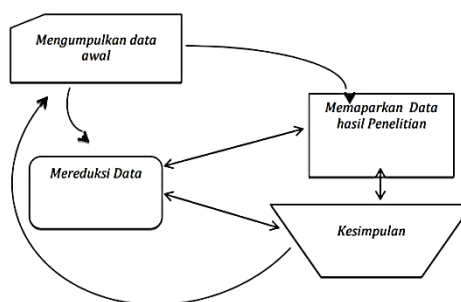 Mengumpulkan data
awal
Memaparkan Data
hasil Penelitian
Mereduksi Data
Kesimpulan